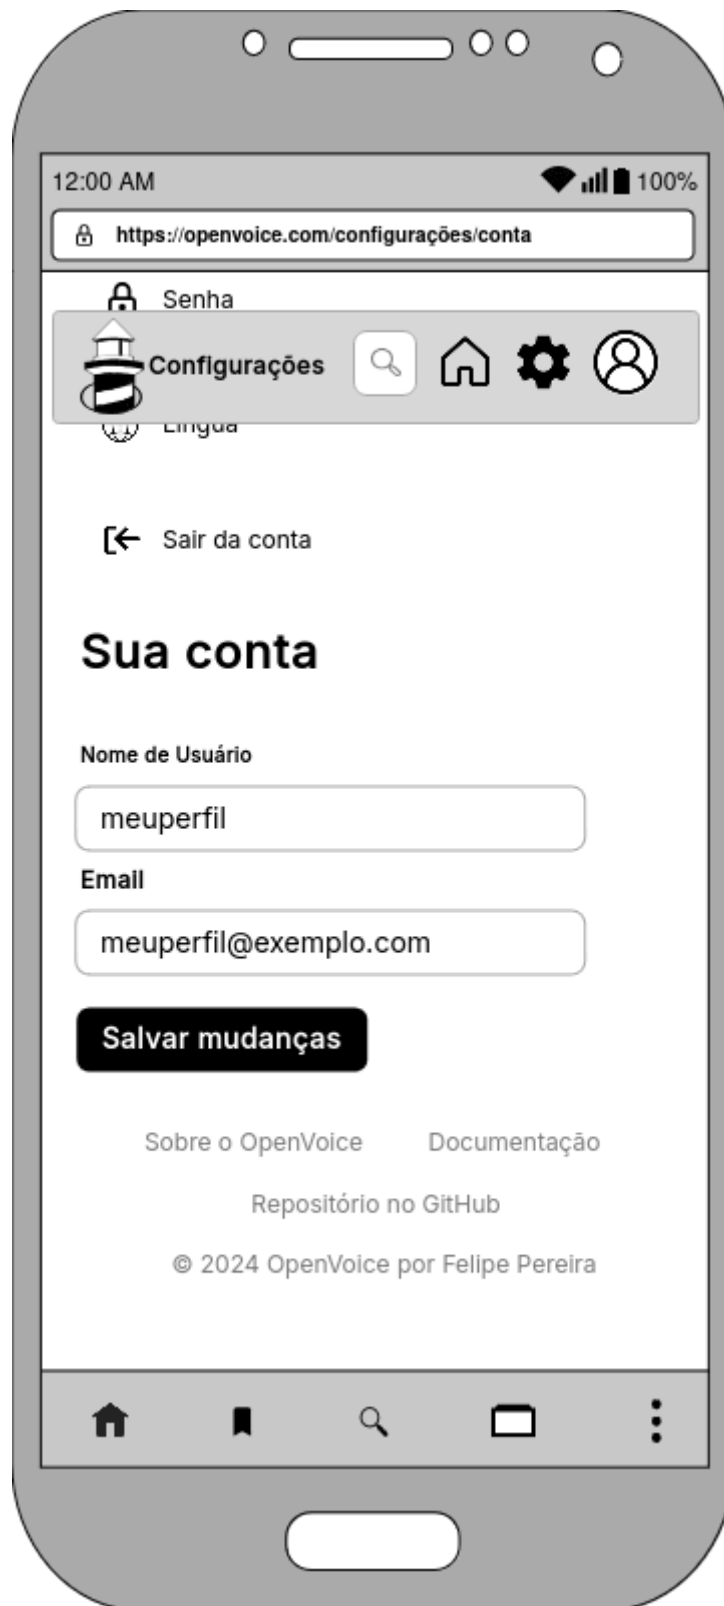 12:00 AM 100%
https://openvoice.com/configurações/conta
Senha
Configurações
Língua
Sair da conta
Sua conta
Nome de Usuário
meuperfil
Email
meuperfil@exemplo.com
Salvar mudanças
Sobre o OpenVoice Documentação
Repositório no GitHub
© 2024 OpenVoice por Felipe Pereira